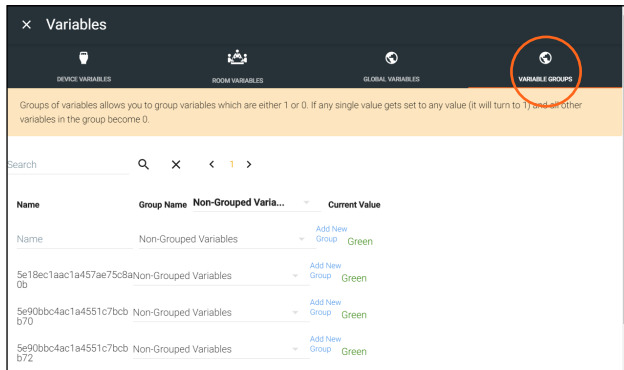 × Variables
DEVICE VARIABLES ROOM VARIABLES GLOBAL VARIABLES VARIABLE GROUPS
Groups of variables allows you to group variables which are either 1 or 0. If any single value gets set to any value (it will turn to 1) and all other
variables in the group become 0.
Search < 1 >
Name Group Name Non-Grouped Varia... Current Value
Name Non-Grouped Variables Add New
Group Green
5e18ec1aac1a457ae75c8a Non-Grouped Variables Add New
0b Group Green
5e90bbc4ac1a4551c7bcb Non-Grouped Variables Add New
b70 Group Green
5e90bbc4ac1a4551c7bcb Non-Grouped Variables Add New
b72 Group Green